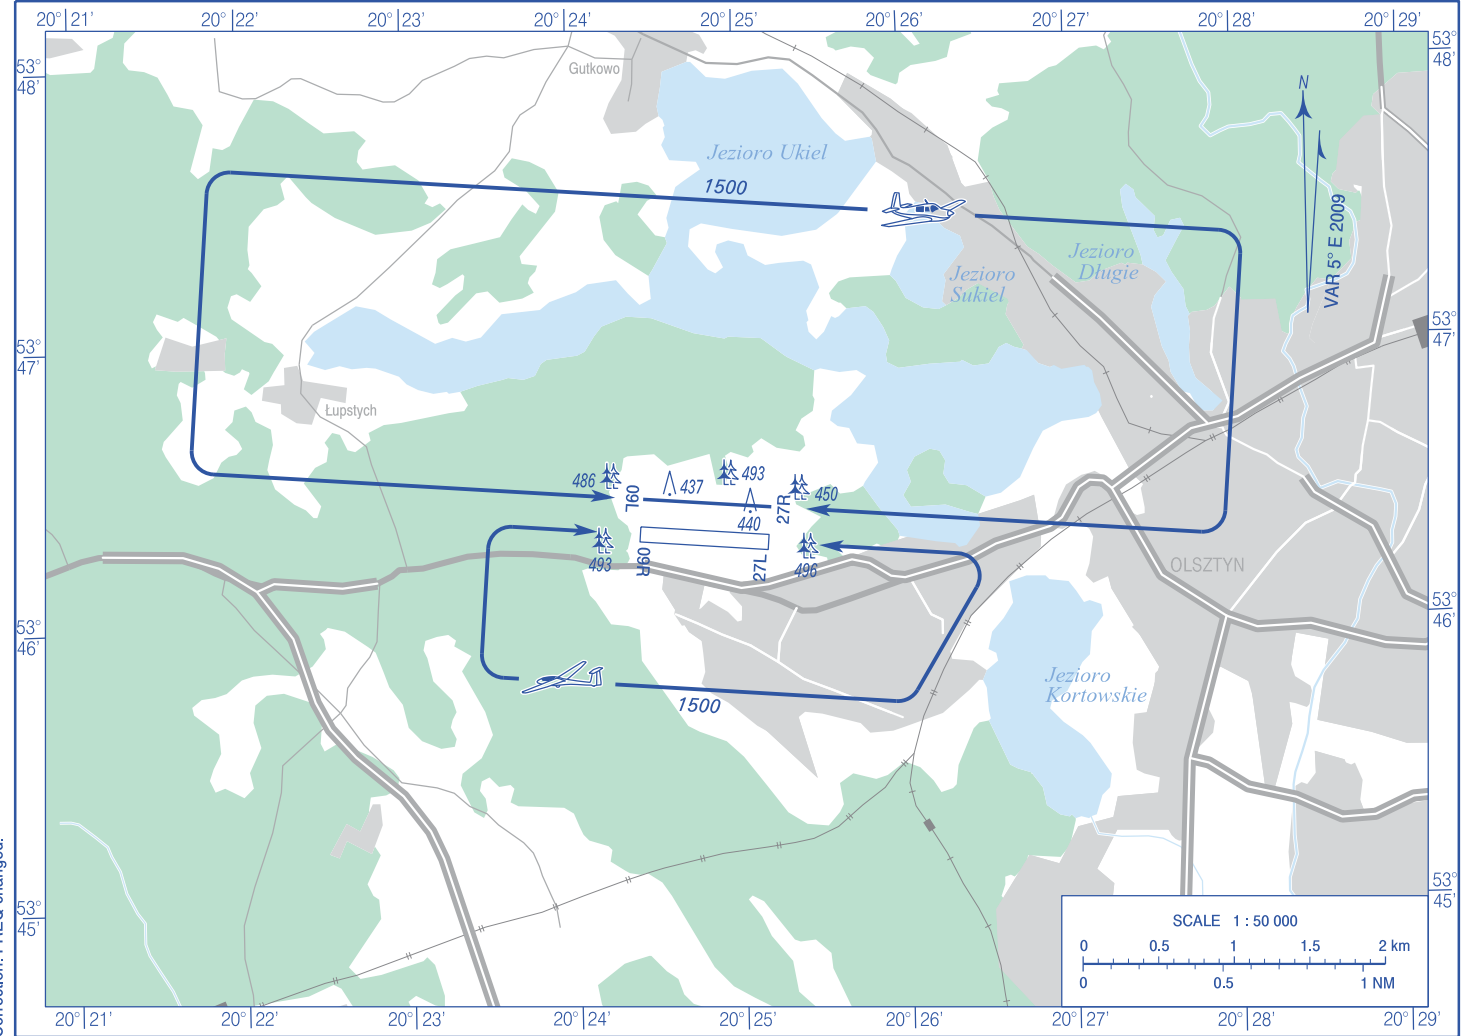 20° 21' 20° 22' 20° 23' 20° 24' 20° 25' 20° 26' 20° 27' 20° 28' 20° 29'
53°
48'
53°
48'
Gutkowo
N
Jezioro Ukiel
1500
VAR 5° E 2009
Jezioro
Długie
Jezioro
Sukiel
53°
47'
53°
47'
Łupstych
486
09L
437
493
27R
450
440
493
09R
27L
496
OLSZTYN
53°
46'
53°
46'
1500
Jezioro
Kortowskie
53°
45'
53°
45'
SCALE 1 : 50 000
0 0.5 1 1.5 2 km
0 0.5 1 NM
20° 21' 20° 22' 20° 23' 20° 24' 20° 25' 20° 26' 20° 27' 20° 28' 20° 29'